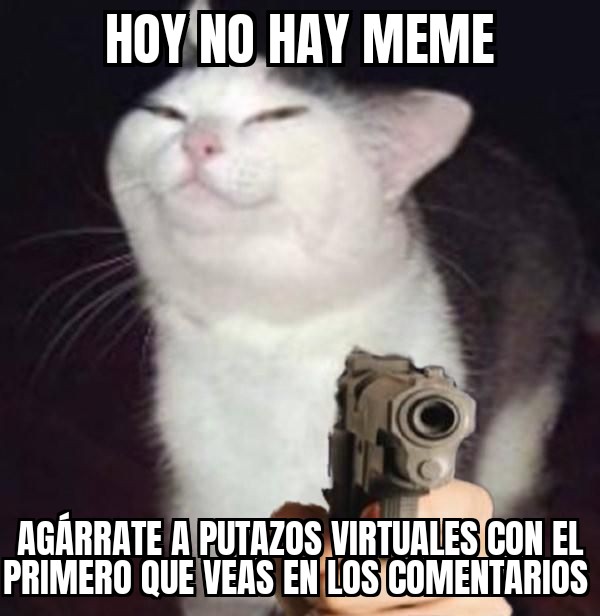 HOY NO HAY MEME
AGÁRRATE A PUTAZOS VIRTUALES CON EL
PRIMERO QUE VEAS EN LOS COMENTARIOS